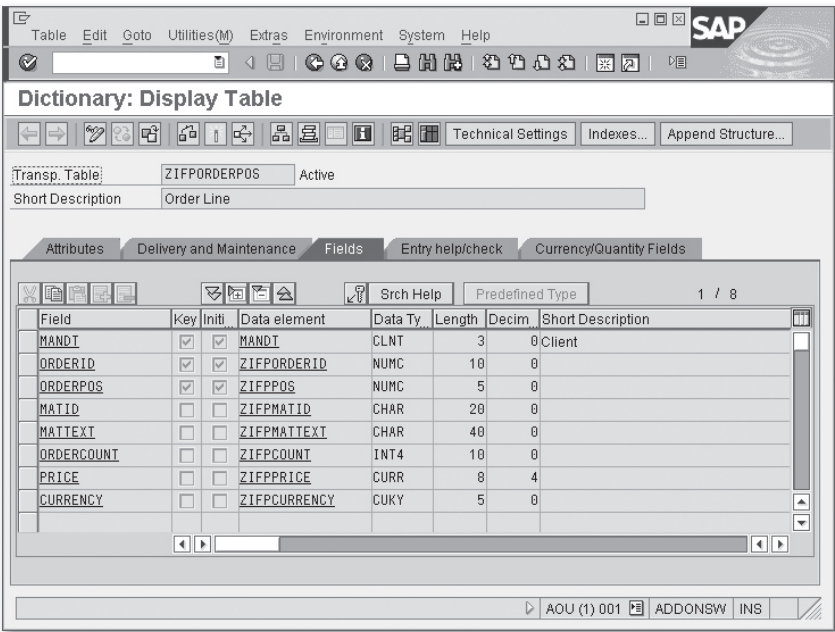 Table Edit Goto Utilities(M) Extras Environment System Help
SAP
Dictionary: Display Table
Technical Settings Indexes... Append Structure...
Transp. Table ZIFPORDERPOS Active
Short Description Order Line
Attributes Delivery and Maintenance Fields Entry help/check Currency/Quantity Fields
Srch Help Predefined Type 1 / 8
Field Key Initi... Data element Data Ty... Length Decim... Short Description
MANDT MANDT CLNT 3 0 Client
ORDERID ZIFPORDERID NUMC 10 0
ORDERPOS ZIFPPOS NUMC 5 0
MATID ZIFPMATID CHAR 20 0
MATTEXT ZIFPMATTEXT CHAR 40 0
ORDERCOUNT ZIFPCOUNT INT4 10 0
PRICE ZIFPPRICE CURR 8 4
CURRENCY ZIFPCURRENCY CUKY 5 0
AOU (1) 001 ADDONSW INS